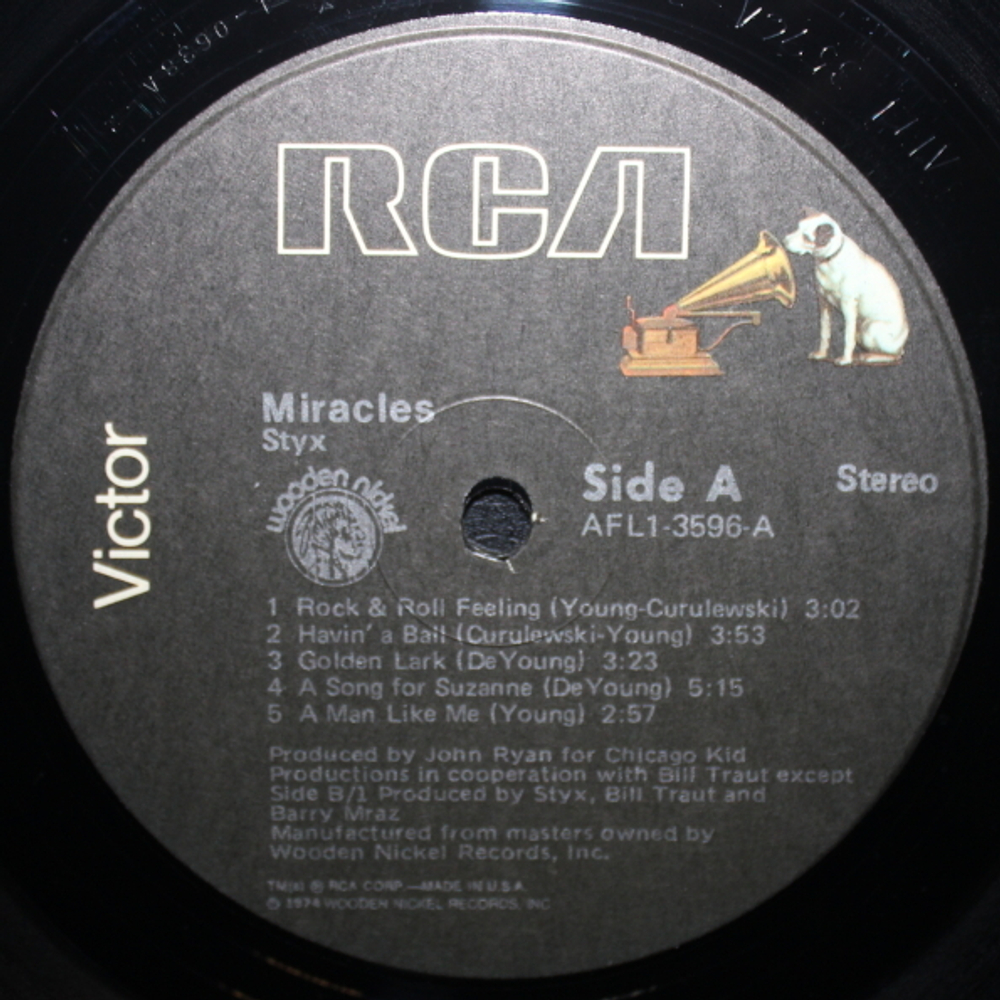 RCA
Victor
Miracles
Styx
wooden nickel
Side A
Stereo
AFL1-3596-A
1 Rock & Roll Feeling (Young-Curulewski) 3:02
2 Havin' a Ball (Curulewski-Young) 3:53
3 Golden Lark (DeYoung) 3:23
4 A Song for Suzanne (DeYoung) 5:15
5 A Man Like Me (Young) 2:57
Produced by John Ryan for Chicago Kid
Productions in cooperation with Bill Traut except
Side B/1 Produced by Styx, Bill Traut and
Barry Mraz
Manufactured from masters owned by
Wooden Nickel Records, Inc.
TM(s) ® RCA CORP.—MADE IN U.S.A.
℗ 1974 WOODEN NICKEL RECORDS, INC